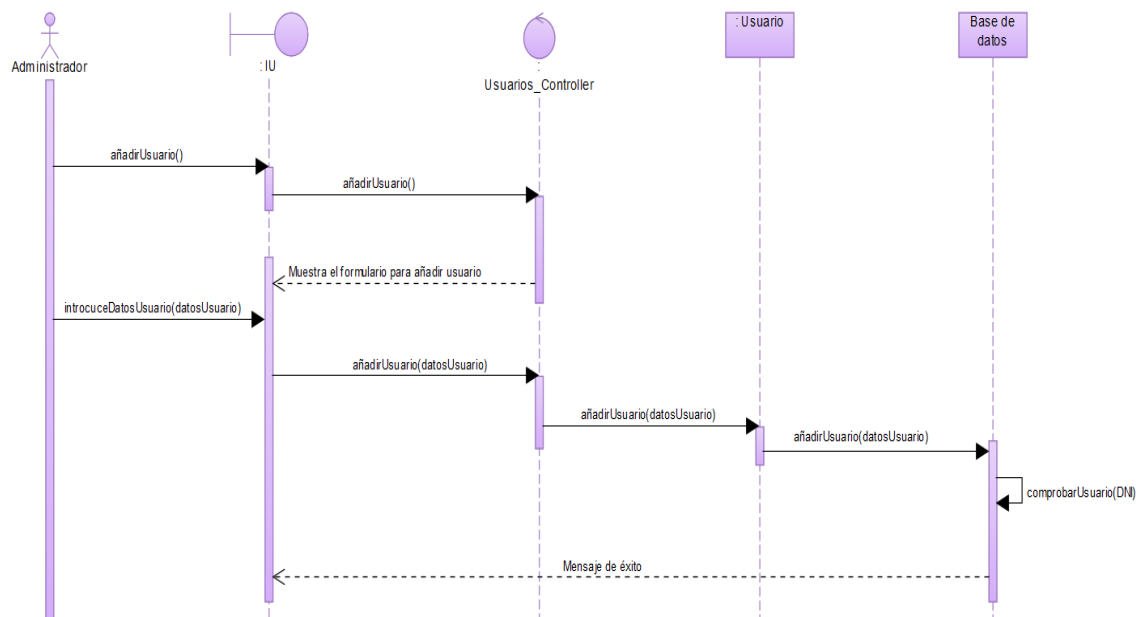 : Usuario
Base de
datos
Administrador
: IU
:
Usuarios_Controller
añadirUsuario()
añadirUsuario()
Muestra el formulario para añadir usuario
introcuceDatosUsuario(datosUsuario)
añadirUsuario(datosUsuario)
añadirUsuario(datosUsuario)
añadirUsuario(datosUsuario)
comprobarUsuario(DNI)
Mensaje de éxito